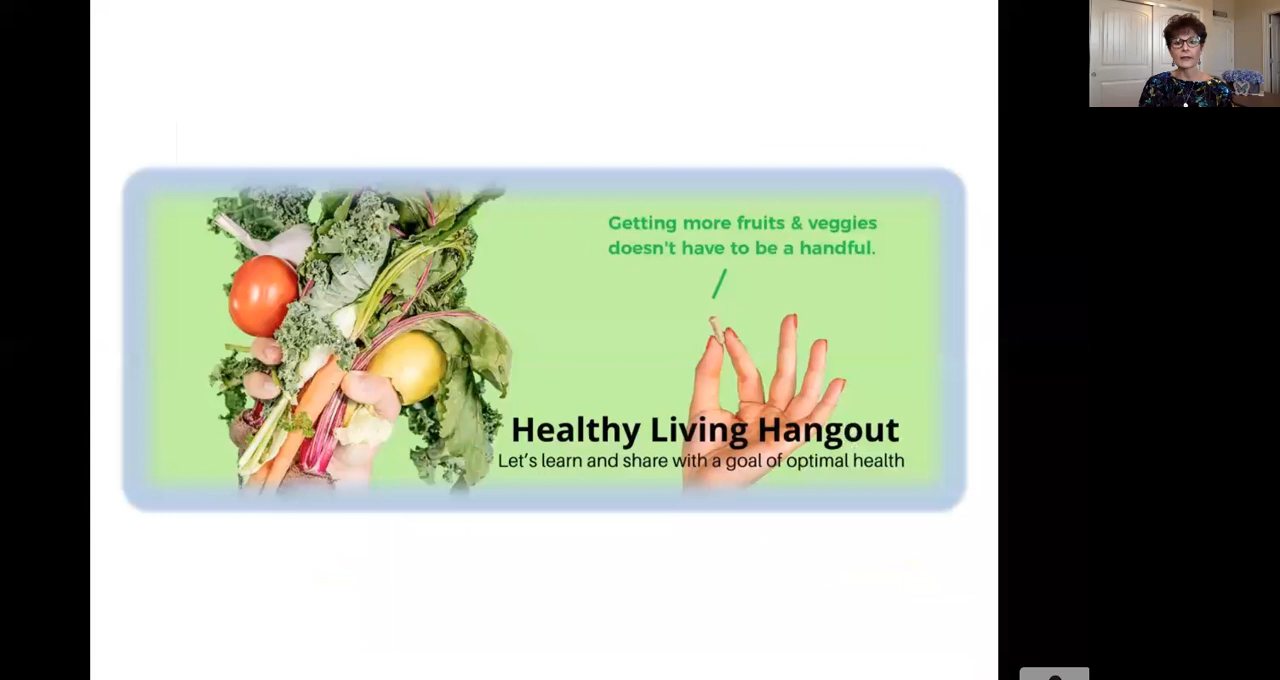 Getting more fruits & veggies
doesn't have to be a handful.
Healthy Living Hangout
Let's learn and share with a goal of optimal health